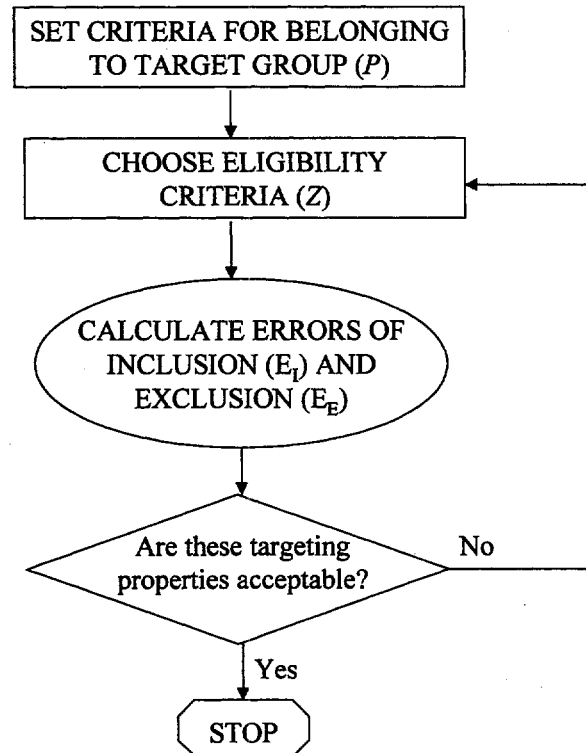 SET CRITERIA FOR BELONGING
TO TARGET GROUP (P)
CHOOSE ELIGIBILITY
CRITERIA (Z)
CALCULATE ERRORS OF
INCLUSION (E_I) AND
EXCLUSION (E_E)
Are these targeting
properties acceptable?
No
Yes
STOP